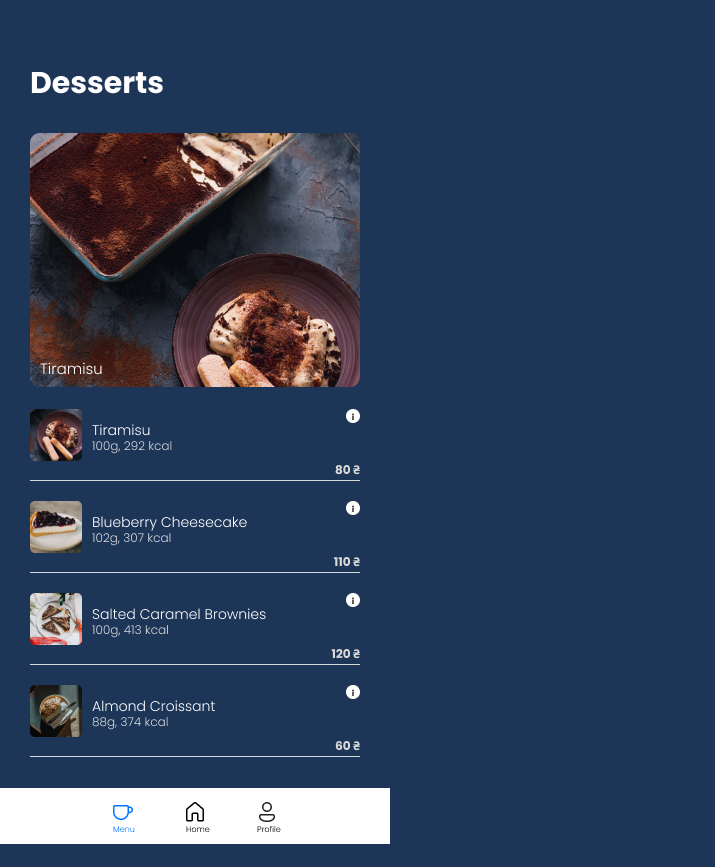 Desserts
Tiramisu
Tiramisu
100g, 292 kcal
80 ₴
Blueberry Cheesecake
102g, 307 kcal
110 ₴
Salted Caramel Brownies
100g, 413 kcal
120 ₴
Almond Croissant
88g, 374 kcal
60 ₴
Menu Home Profile